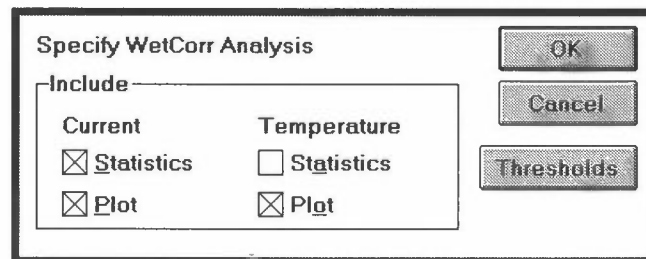 Specify WetCorr Analysis
Include
Current
Temperature
Statistics
Statistics
Plot
Plot
OK
Cancel
Thresholds